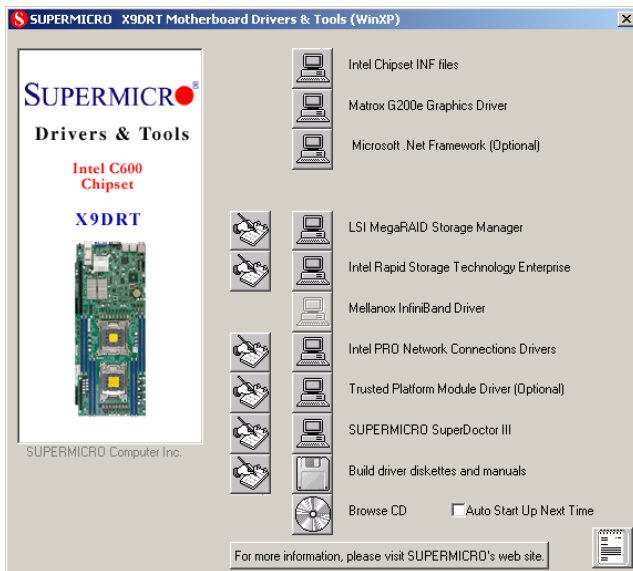 SUPERMICRO X9DRT Motherboard Drivers & Tools (WinXP)
SUPERMICRO®
Drivers & Tools
Intel C600
Chipset
X9DRT
SUPERMICRO Computer Inc.
Intel Chipset INF files
Matrox G200e Graphics Driver
Microsoft .Net Framework (Optional)
LSI MegaRAID Storage Manager
Intel Rapid Storage Technology Enterprise
Mellanox InfiniBand Driver
Intel PRO Network Connections Drivers
Trusted Platform Module Driver (Optional)
SUPERMICRO SuperDoctor III
Build driver diskettes and manuals
Browse CD
Auto Start Up Next Time
For more information, please visit SUPERMICRO's web site.